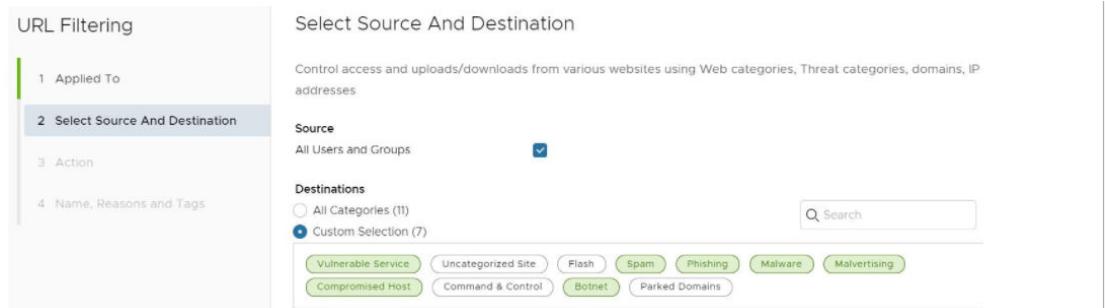 URL Filtering
1 Applied To
2 Select Source And Destination
3 Action
4 Name, Reasons and Tags
Select Source And Destination
Control access and uploads/downloads from various websites using Web categories, Threat categories, domains, IP
addresses
Source
All Users and Groups
Destinations
All Categories (11)
Search
Custom Selection (7)
Vulnerable Service Uncategorized Site Flash Spam Phishing Malware Malvertising
Compromised Host Command & Control Botnet Parked Domains